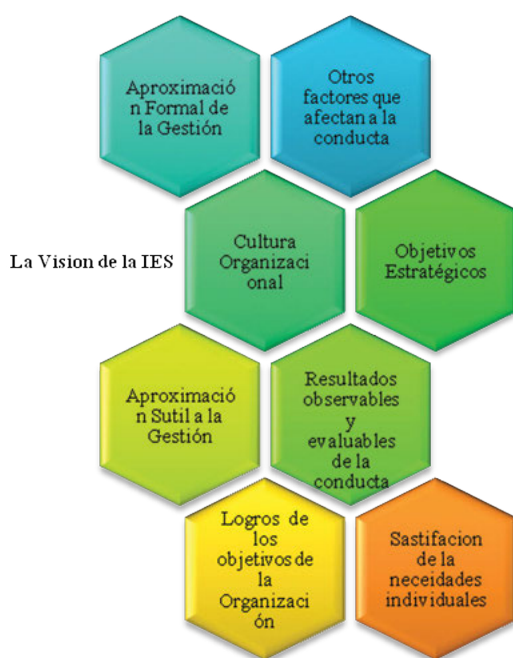 Aproximació
n Formal de
la Gestión
Otros
factores que
afectan a la
conducta
La Vision de la IES
Cultura
Organizaci
onal
Objetivos
Estratégicos
Aproximació
n Sutil a la
Gestión
Resultados
observables
y
evaluables
de la
conducta
Logros de
los
objetivos de
la
Organizaci
ón
Sastifacion
de la
neceidades
individuales